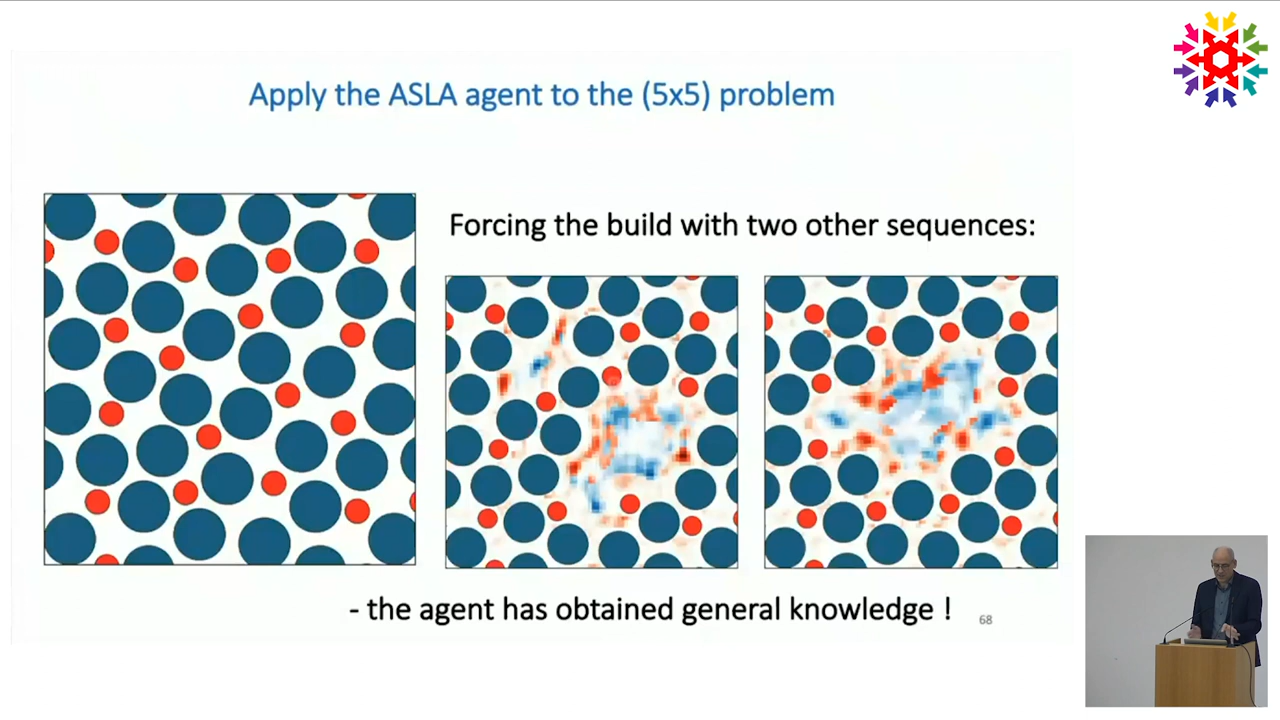 Apply the ASLA agent to the (5x5) problem
Forcing the build with two other sequences:
- the agent has obtained general knowledge !
68